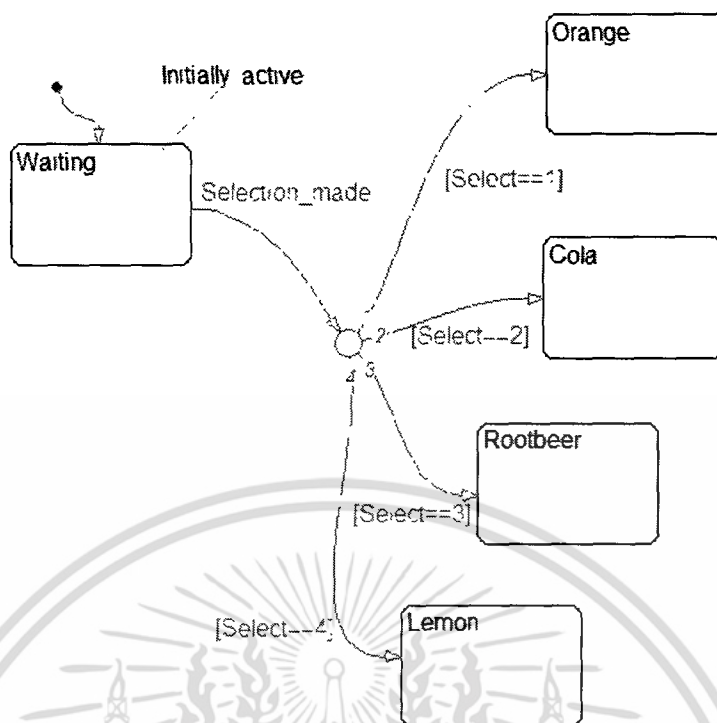 Orange
Initially active
Waiting
Selection_made
[Select==1]
Cola
2
[Select==2]
4 3
Rootbeer
[Select==3]
[Select==4]
Lemon